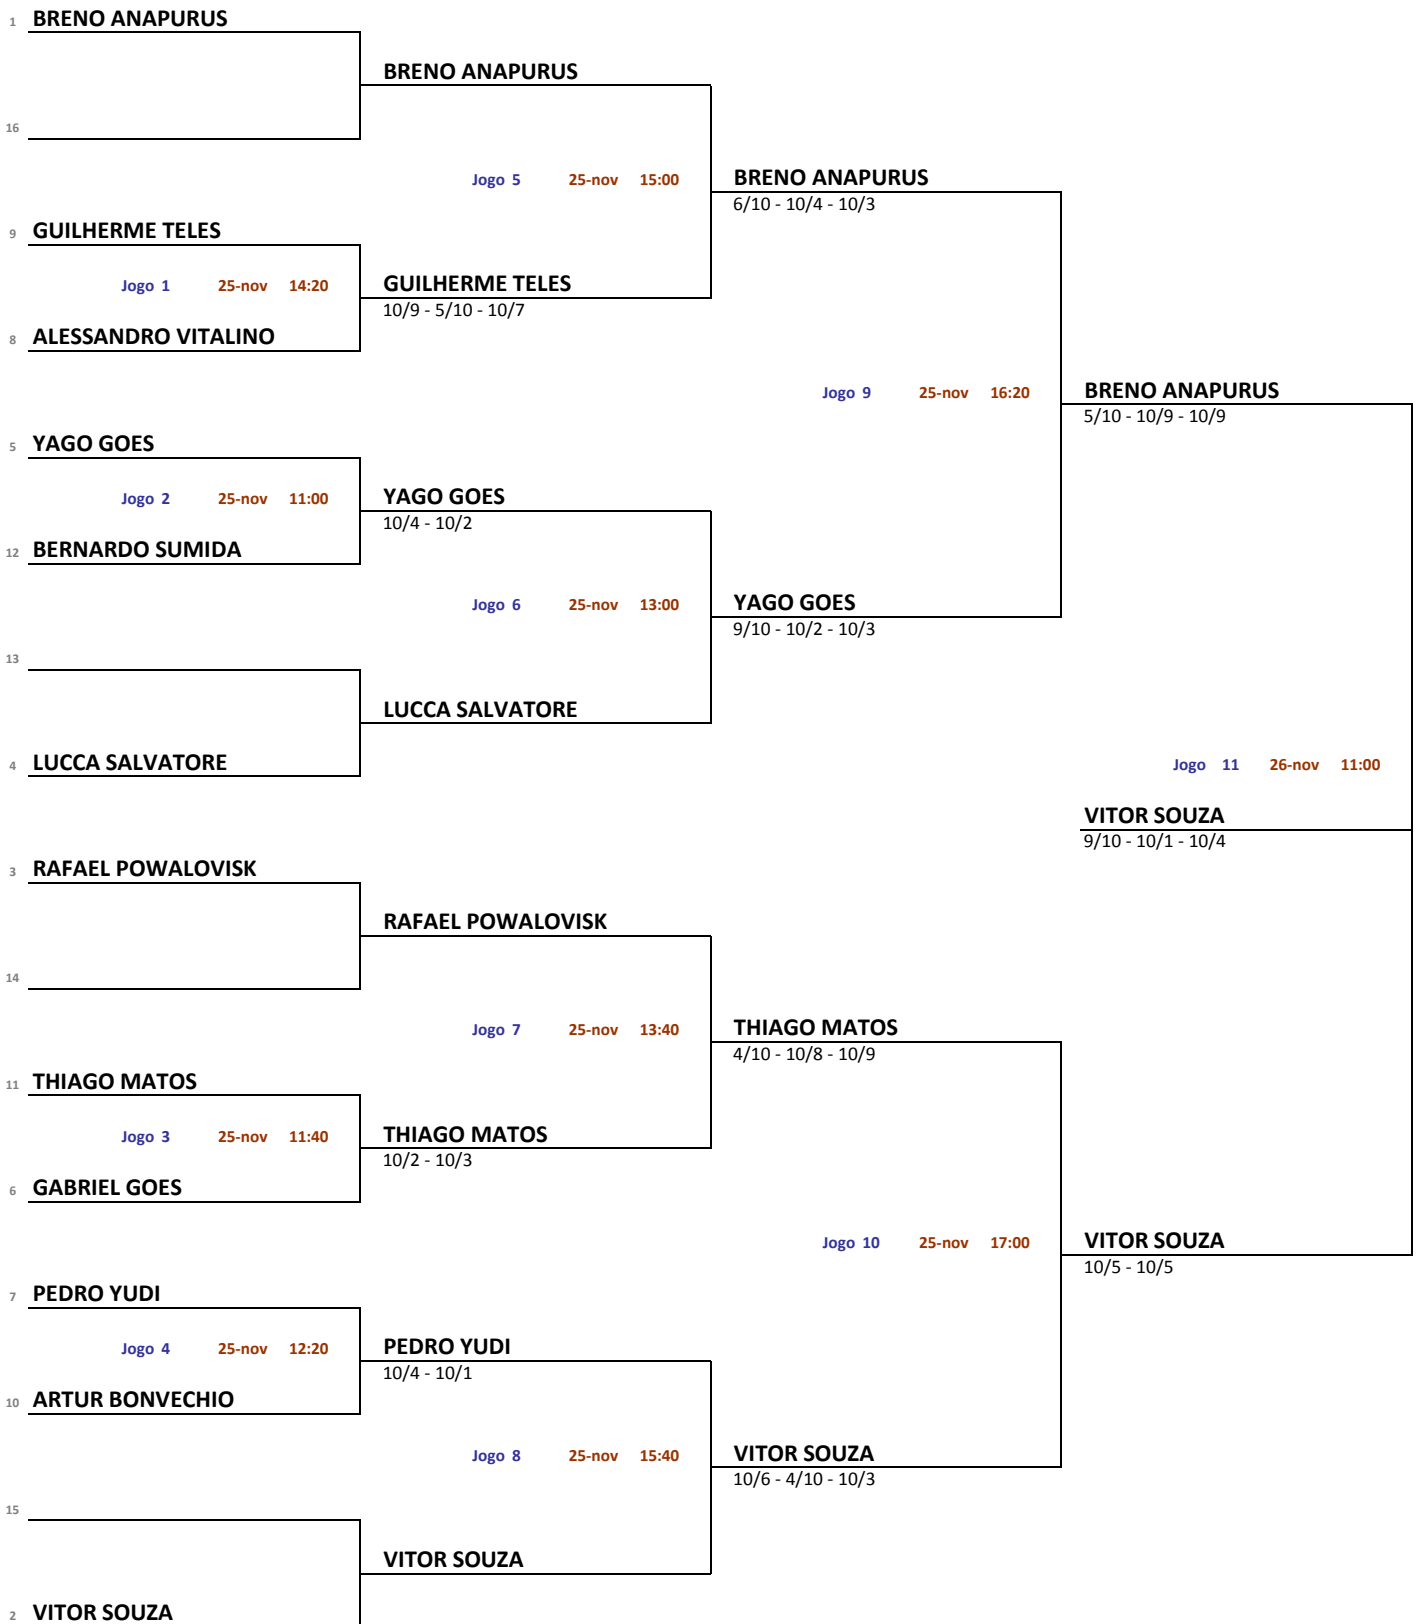 1 BRENO ANAPURUS
BRENO ANAPURUS
16
Jogo 5 25-nov 15:00
BRENO ANAPURUS
6/10 - 10/4 - 10/3
9 GUILHERME TELES
Jogo 1 25-nov 14:20
GUILHERME TELES
10/9 - 5/10 - 10/7
8 ALESSANDRO VITALINO
Jogo 9 25-nov 16:20
BRENO ANAPURUS
5/10 - 10/9 - 10/9
5 YAGO GOES
Jogo 2 25-nov 11:00
YAGO GOES
10/4 - 10/2
12 BERNARDO SUMIDA
Jogo 6 25-nov 13:00
YAGO GOES
9/10 - 10/2 - 10/3
13
LUCCA SALVATORE
4 LUCCA SALVATORE
Jogo 11 26-nov 11:00
VITOR SOUZA
9/10 - 10/1 - 10/4
3 RAFAEL POWALOVISK
RAFAEL POWALOVISK
14
Jogo 7 25-nov 13:40
THIAGO MATOS
4/10 - 10/8 - 10/9
11 THIAGO MATOS
Jogo 3 25-nov 11:40
THIAGO MATOS
10/2 - 10/3
6 GABRIEL GOES
Jogo 10 25-nov 17:00
VITOR SOUZA
10/5 - 10/5
7 PEDRO YUDI
Jogo 4 25-nov 12:20
PEDRO YUDI
10/4 - 10/1
10 ARTUR BONVECHIO
Jogo 8 25-nov 15:40
VITOR SOUZA
10/6 - 4/10 - 10/3
15
VITOR SOUZA
2 VITOR SOUZA